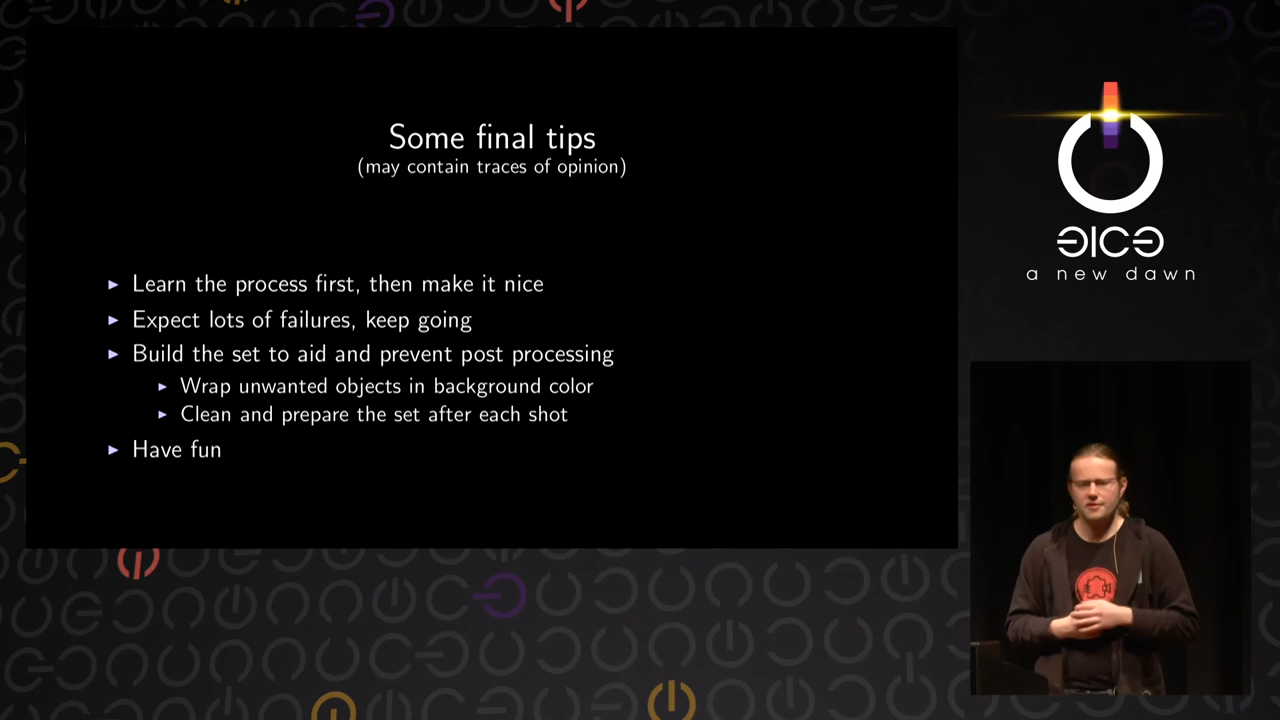 Some final tips
(may contain traces of opinion)
Learn the process first, then make it nice
Expect lots of failures, keep going
Build the set to aid and prevent post processing
Wrap unwanted objects in background color
Clean and prepare the set after each shot
Have fun
a new dawn